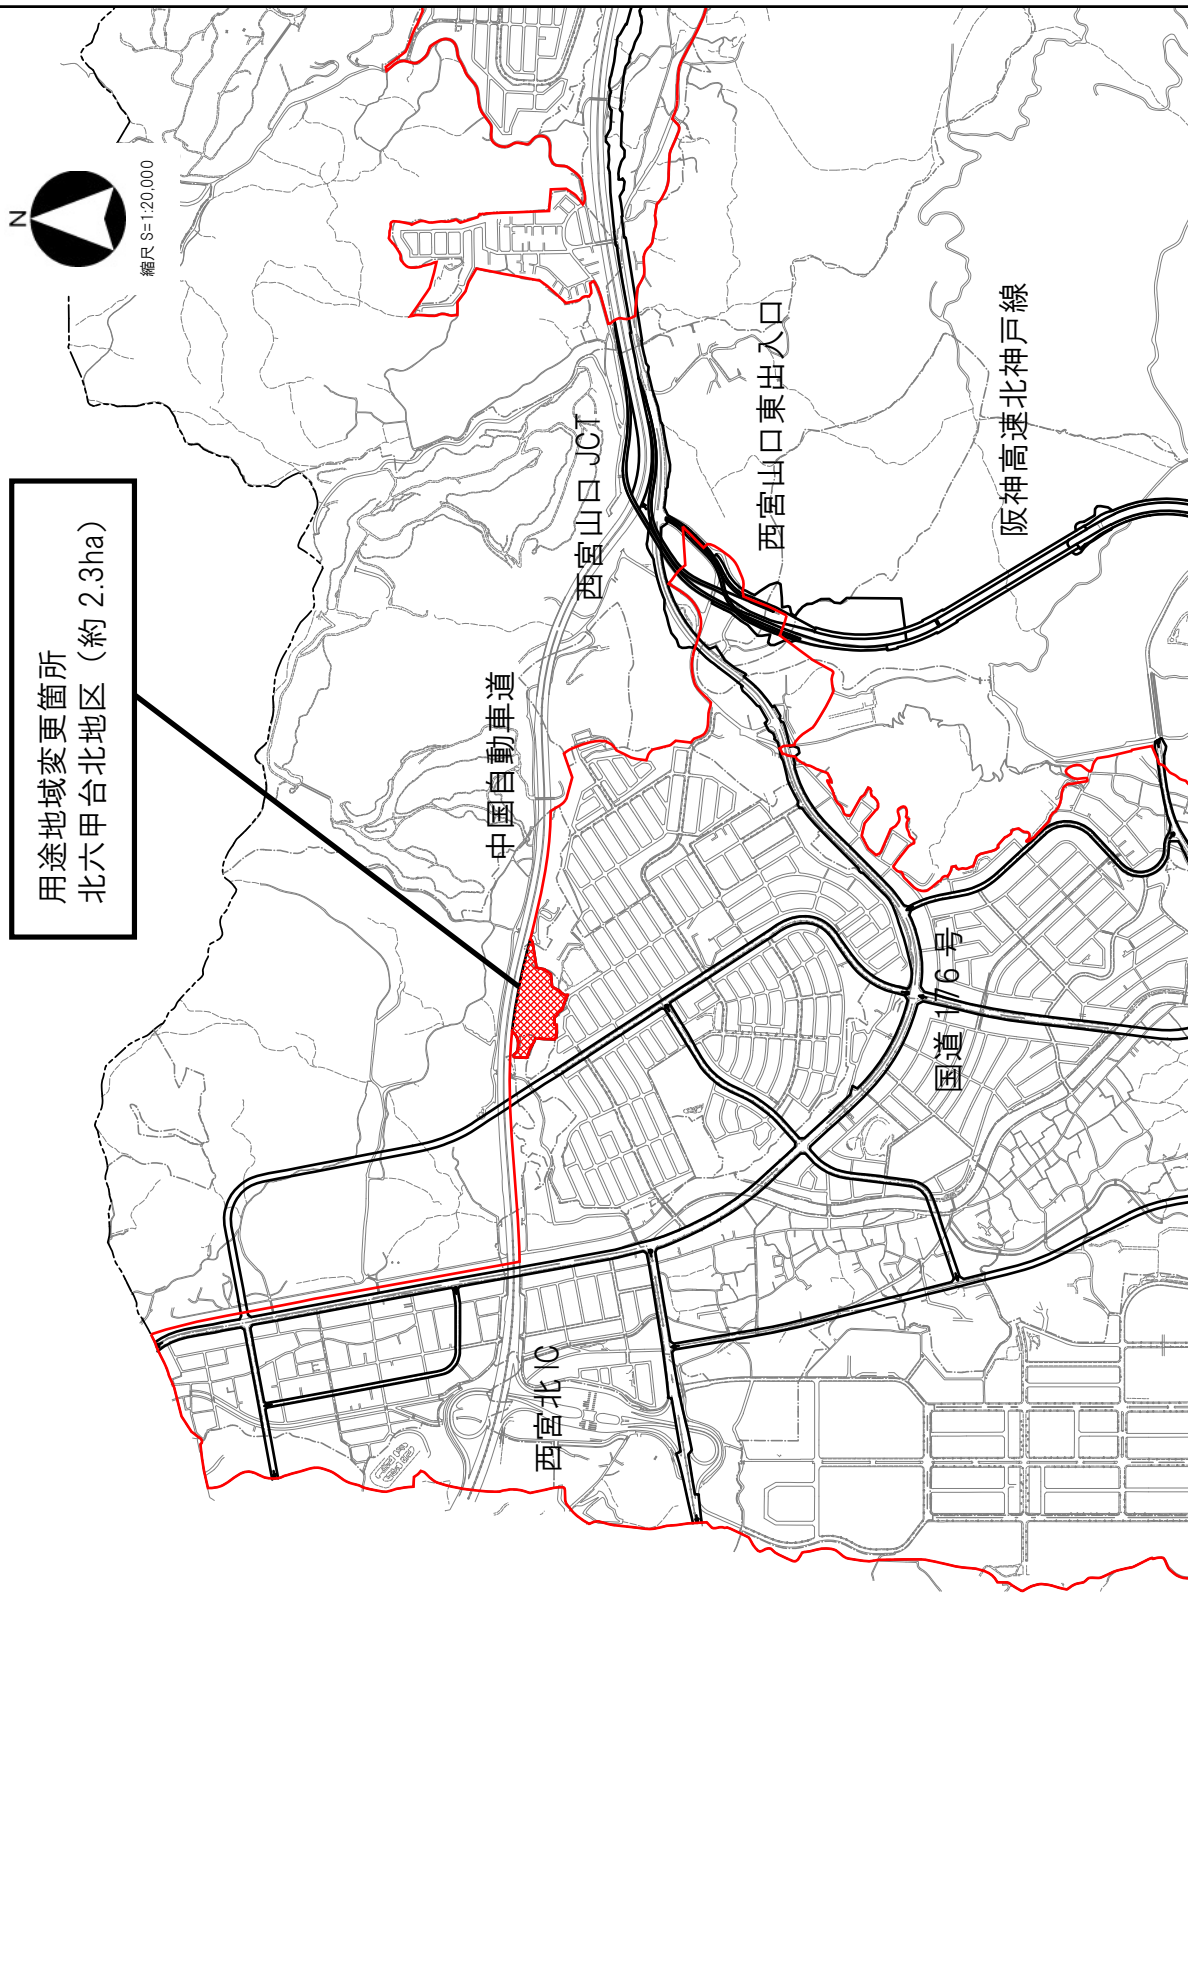 用途地域変更箇所
北六甲台北地区（約 2.3ha）
N
縮尺 S=1:20,000
中国自動車道
西宮山口 JCT
西宮山口東出入口
阪神高速北神戸線
国道 176 号
西宮北 IC